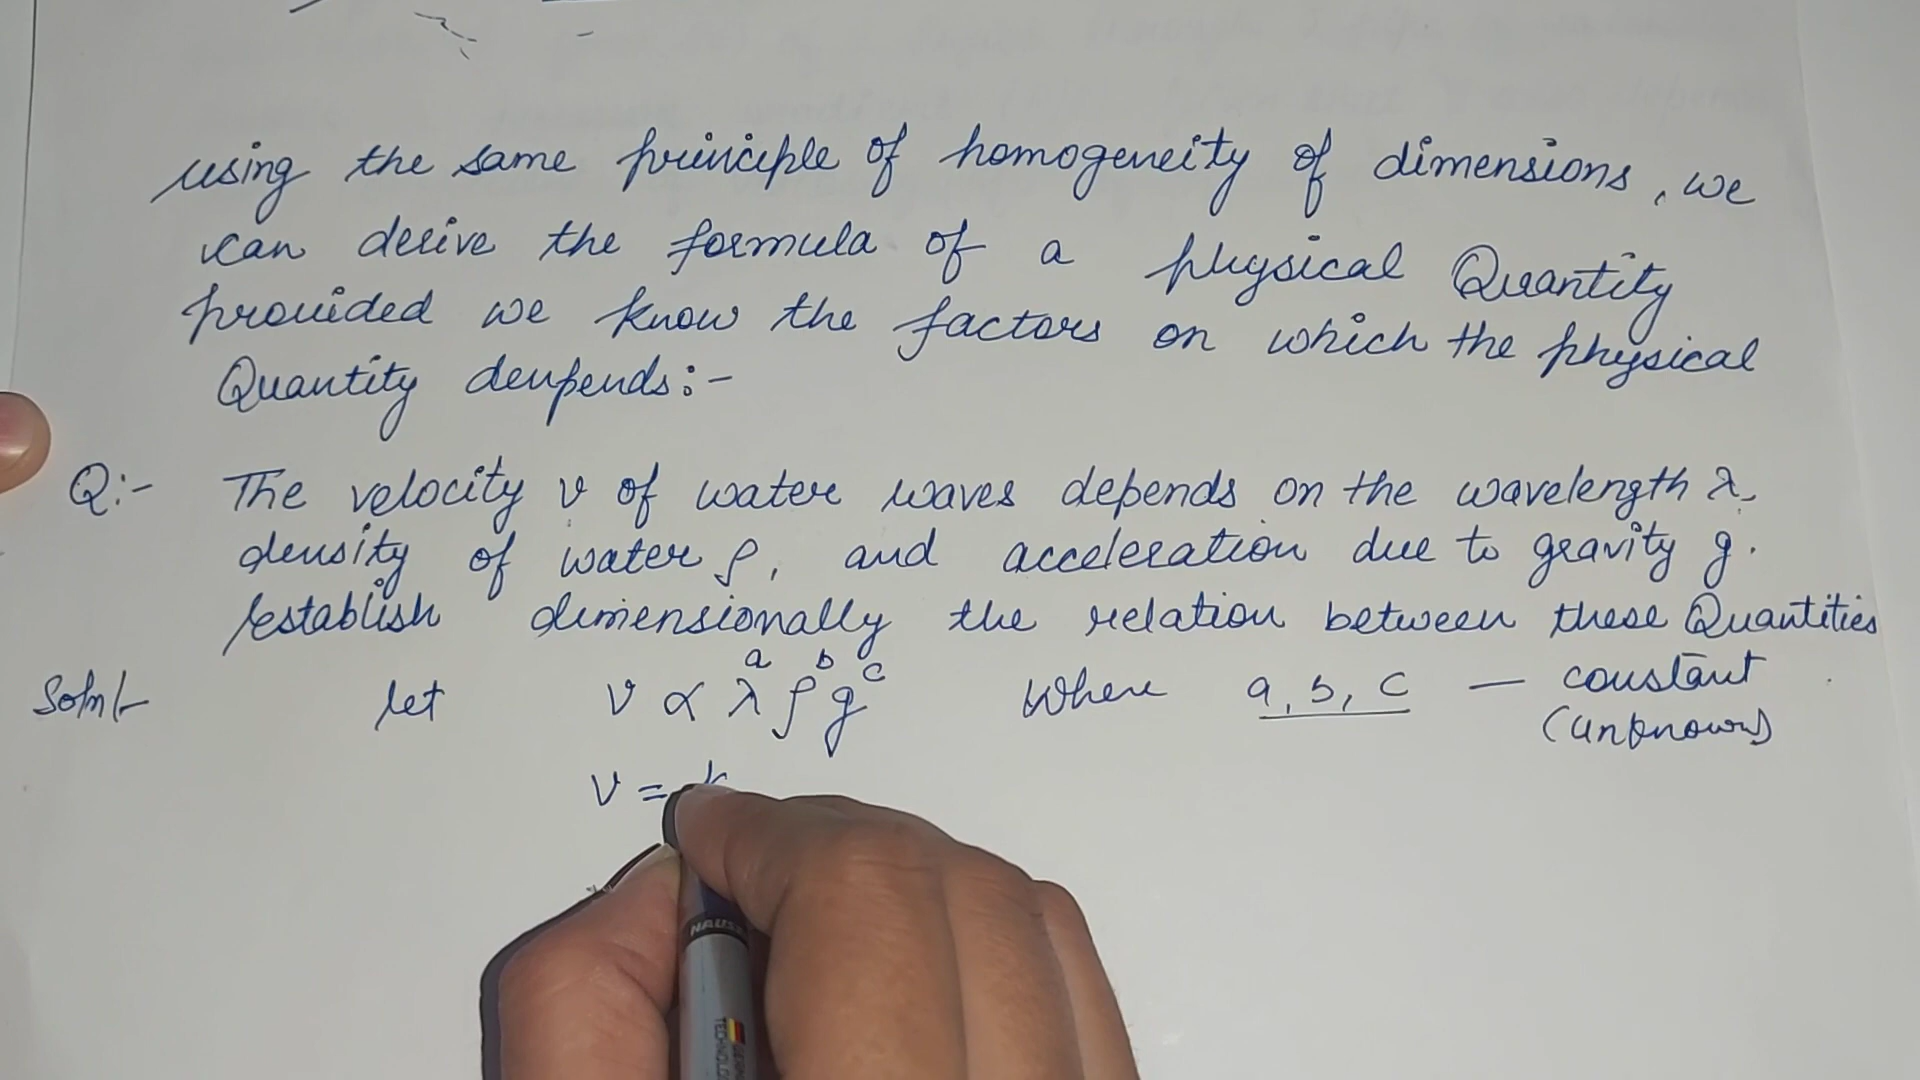 using the same principle of homogeneity of dimensions, we
can derive the formula of a physical Quantity
provided we know the factors on which the physical
Quantity denpends:-
Q:- The velocity v of water waves depends on the wavelength λ,
density of water ρ, and acceleration due to gravity g.
establish dimensionally the relation between these Quantities
Soln:- let v ∝ λ^a ρ^b g^c where a, b, c — constant
(unknown)
v = k